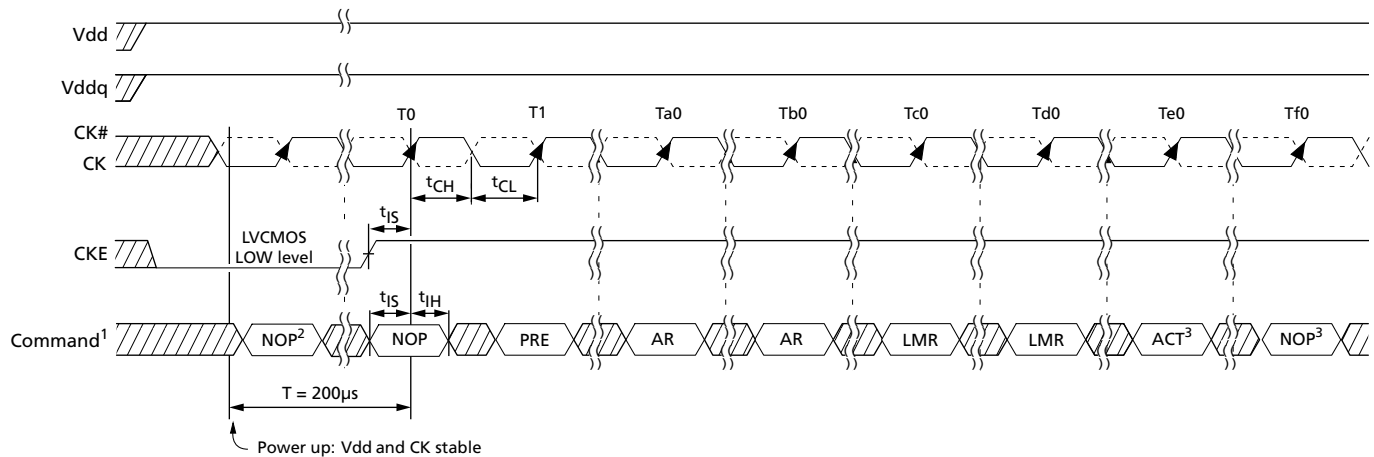 Vdd
Vddq
T0 T1 Ta0 Tb0 Tc0 Td0 Te0 Tf0
CK#
CK
tCH tCL
tIS
CKE
LVCMOS
LOW level
tIS tIH
Command1 NOP2 NOP PRE AR AR LMR LMR ACT3 NOP3
T = 200µs
Power up: Vdd and CK stable